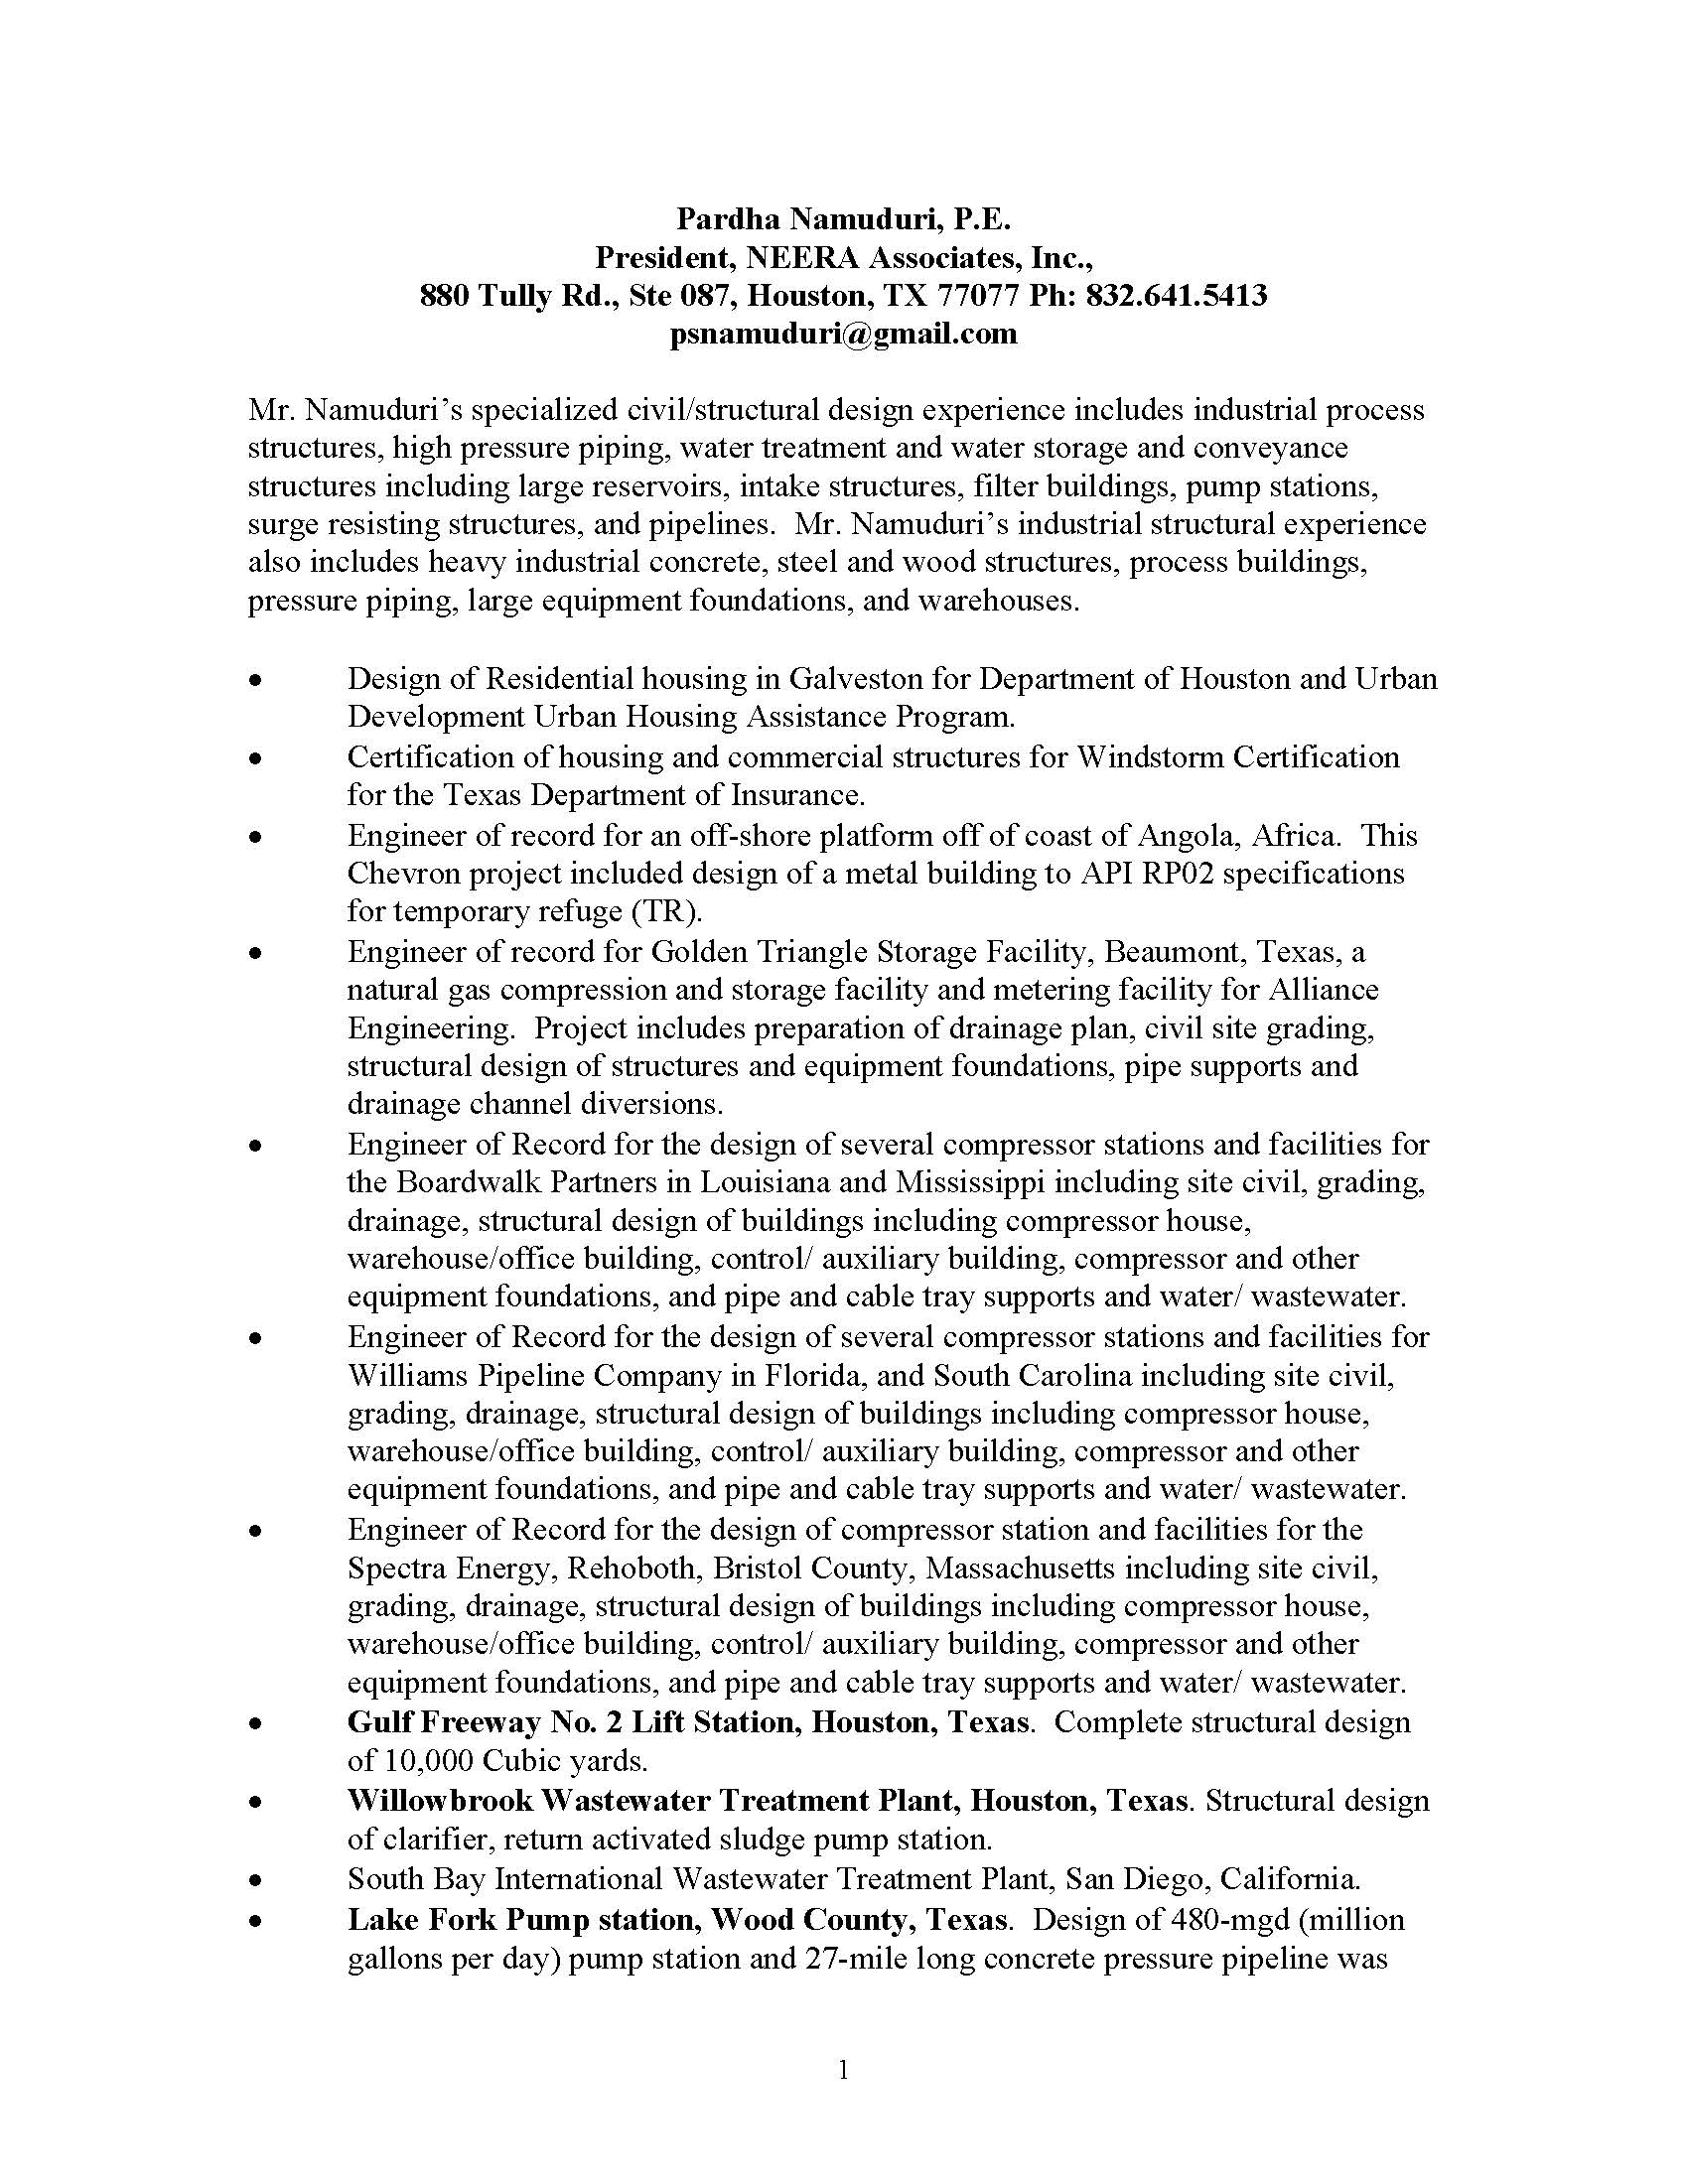 Pardha Namuduri, P.E.
President, NEERA Associates, Inc.,
880 Tully Rd., Ste 087, Houston, TX 77077 Ph: 832.641.5413
psnamuduri@gmail.com
Mr. Namuduri’s specialized civil/structural design experience includes industrial process
structures, high pressure piping, water treatment and water storage and conveyance
structures including large reservoirs, intake structures, filter buildings, pump stations,
surge resisting structures, and pipelines.  Mr. Namuduri’s industrial structural experience
also includes heavy industrial concrete, steel and wood structures, process buildings,
pressure piping, large equipment foundations, and warehouses.
• Design of Residential housing in Galveston for Department of Houston and Urban
Development Urban Housing Assistance Program.
• Certification of housing and commercial structures for Windstorm Certification
for the Texas Department of Insurance.
• Engineer of record for an off-shore platform off of coast of Angola, Africa.  This
Chevron project included design of a metal building to API RP02 specifications
for temporary refuge (TR).
• Engineer of record for Golden Triangle Storage Facility, Beaumont, Texas, a
natural gas compression and storage facility and metering facility for Alliance
Engineering.  Project includes preparation of drainage plan, civil site grading,
structural design of structures and equipment foundations, pipe supports and
drainage channel diversions.
• Engineer of Record for the design of several compressor stations and facilities for
the Boardwalk Partners in Louisiana and Mississippi including site civil, grading,
drainage, structural design of buildings including compressor house,
warehouse/office building, control/ auxiliary building, compressor and other
equipment foundations, and pipe and cable tray supports and water/ wastewater.
• Engineer of Record for the design of several compressor stations and facilities for
Williams Pipeline Company in Florida, and South Carolina including site civil,
grading, drainage, structural design of buildings including compressor house,
warehouse/office building, control/ auxiliary building, compressor and other
equipment foundations, and pipe and cable tray supports and water/ wastewater.
• Engineer of Record for the design of compressor station and facilities for the
Spectra Energy, Rehoboth, Bristol County, Massachusetts including site civil,
grading, drainage, structural design of buildings including compressor house,
warehouse/office building, control/ auxiliary building, compressor and other
equipment foundations, and pipe and cable tray supports and water/ wastewater.
• Gulf Freeway No. 2 Lift Station, Houston, Texas.  Complete structural design
of 10,000 Cubic yards.
• Willowbrook Wastewater Treatment Plant, Houston, Texas. Structural design
of clarifier, return activated sludge pump station.
• South Bay International Wastewater Treatment Plant, San Diego, California.
• Lake Fork Pump station, Wood County, Texas.  Design of 480-mgd (million
gallons per day) pump station and 27-mile long concrete pressure pipeline was
1